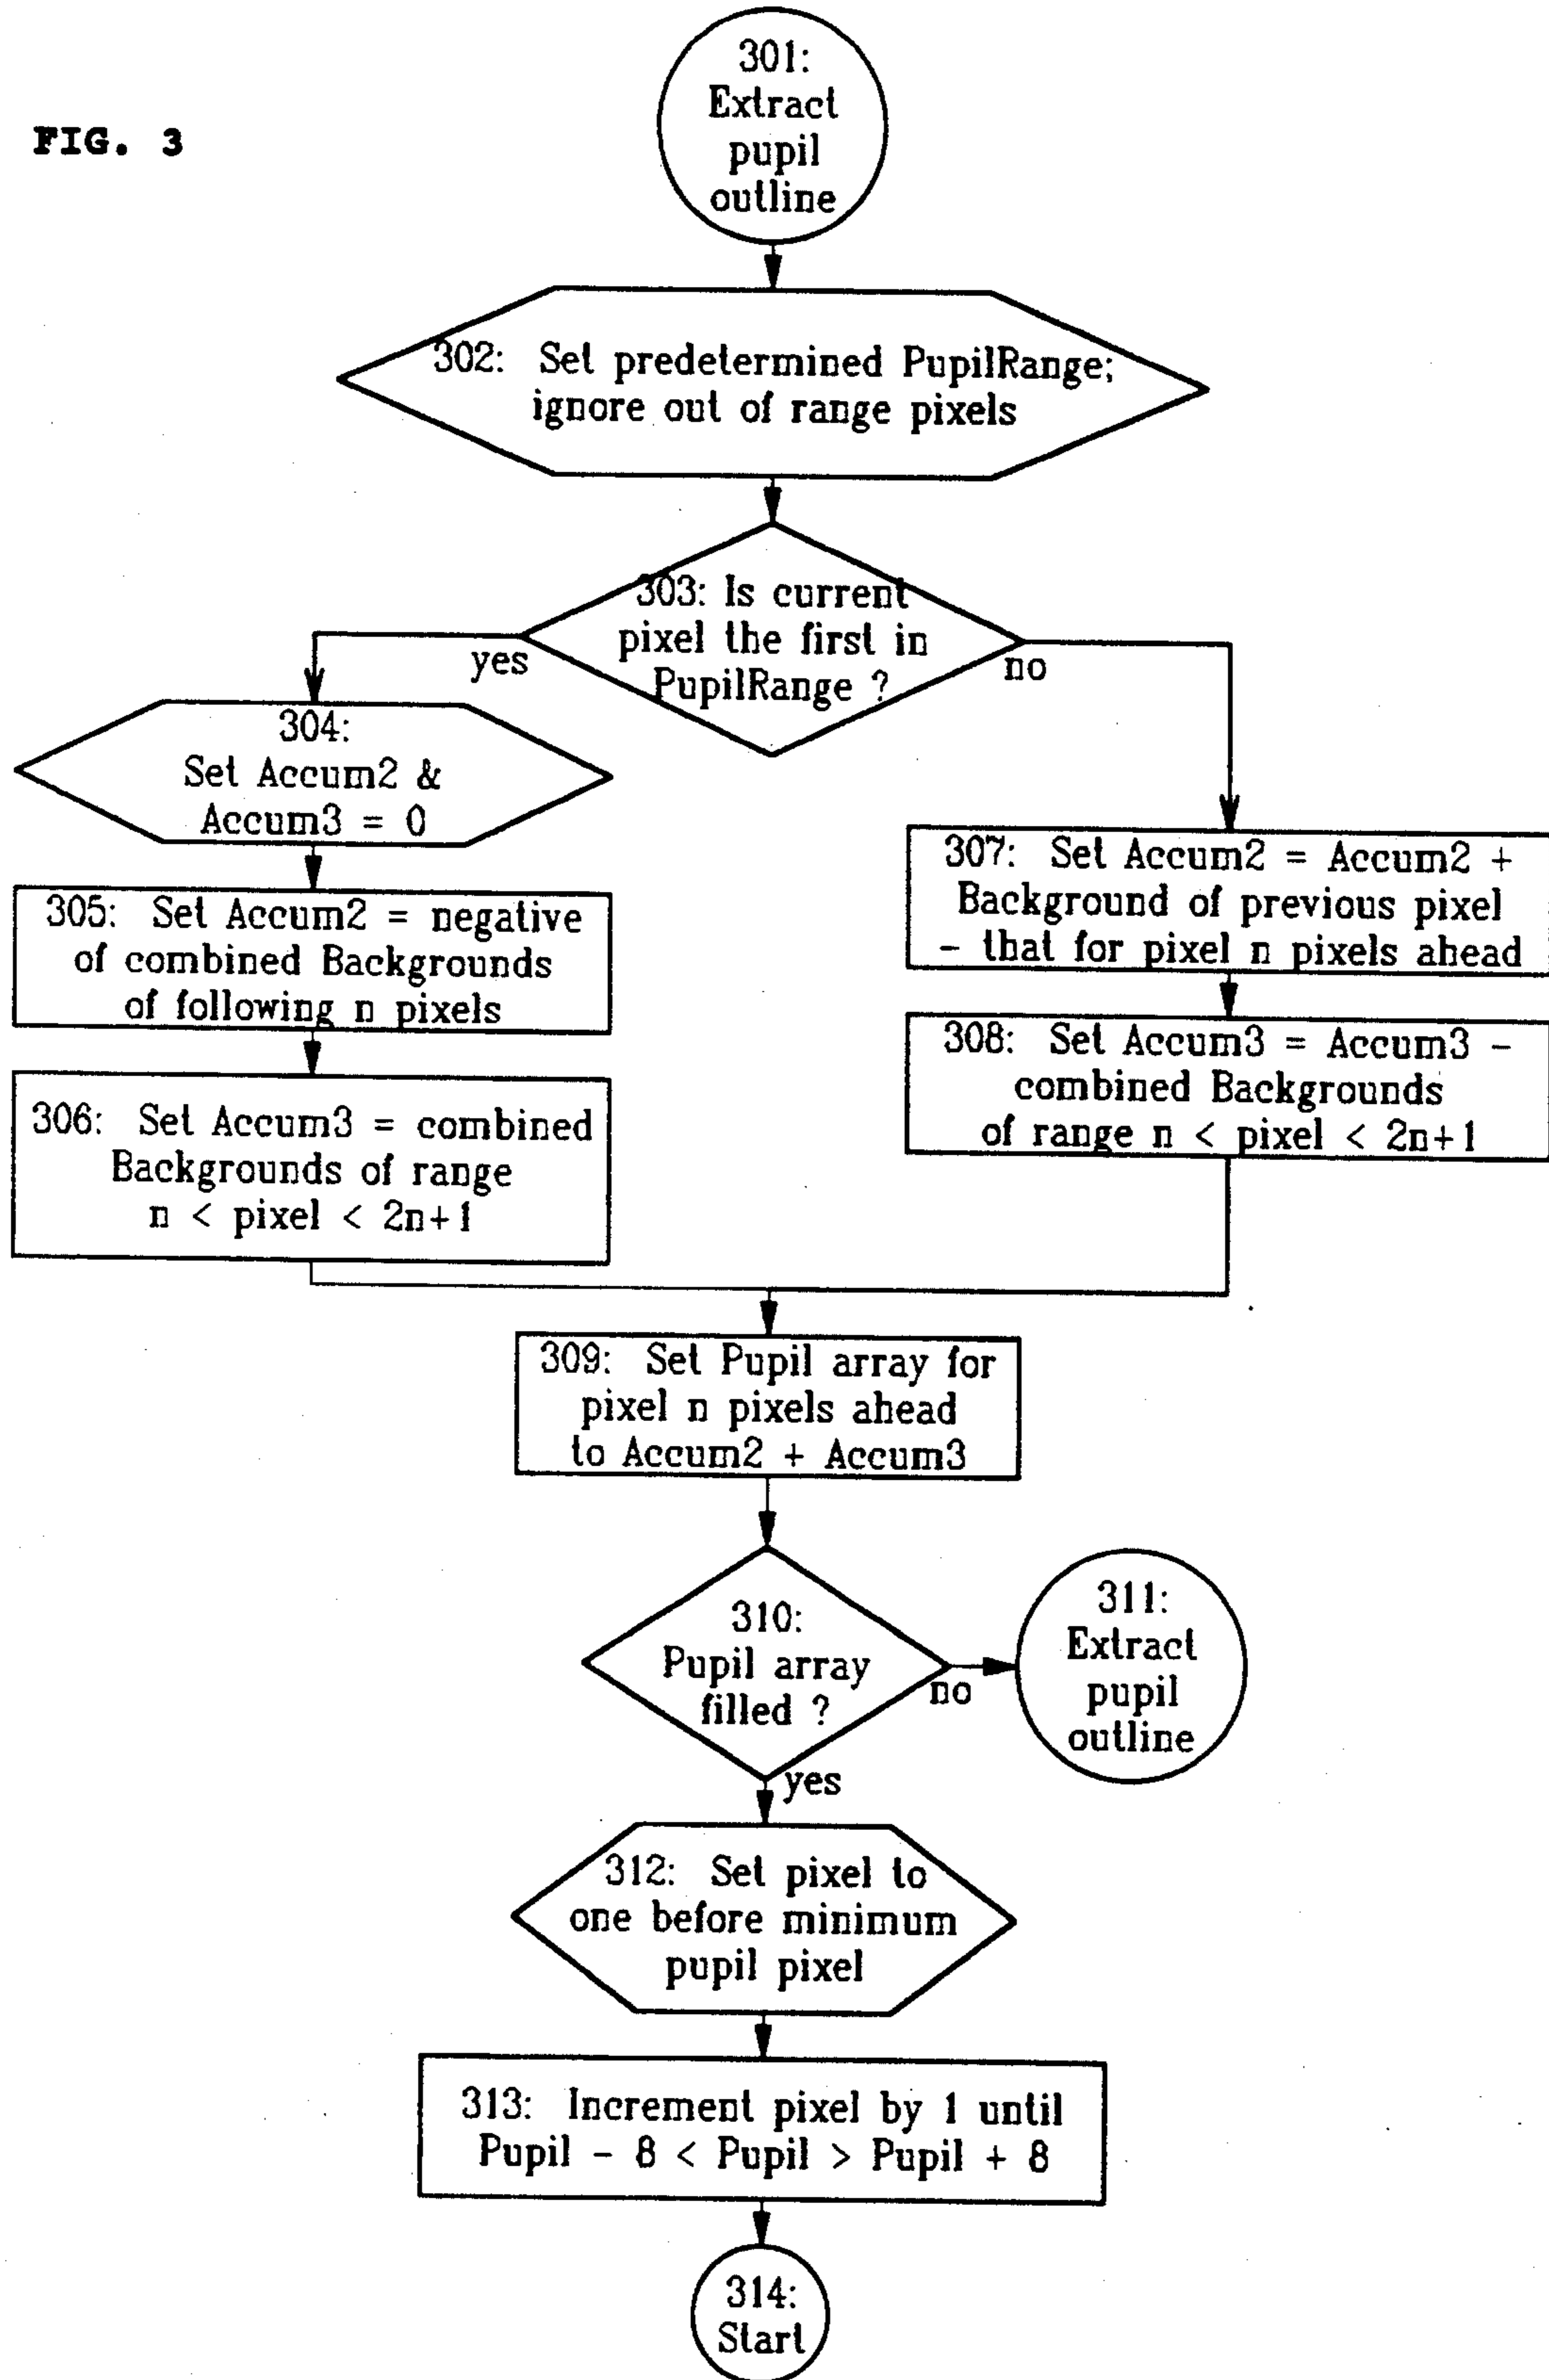 FIG. 3
301:
Extract
pupil
outline
302: Set predetermined PupilRange;
ignore out of range pixels
303: Is current
pixel the first in
PupilRange ?
yes
no
304:
Set Accum2 &
Accum3 = 0
305: Set Accum2 = negative
of combined Backgrounds
of following n pixels
306: Set Accum3 = combined
Backgrounds of range
n < pixel < 2n+1
307: Set Accum2 = Accum2 +
Background of previous pixel
- that for pixel n pixels ahead
308: Set Accum3 = Accum3 -
combined Backgrounds
of range n < pixel < 2n+1
309: Set Pupil array for
pixel n pixels ahead
to Accum2 + Accum3
310:
Pupil array
filled ?
no
311:
Extract
pupil
outline
yes
312: Set pixel to
one before minimum
pupil pixel
313: Increment pixel by 1 until
Pupil - 8 < Pupil > Pupil + 8
314:
Start